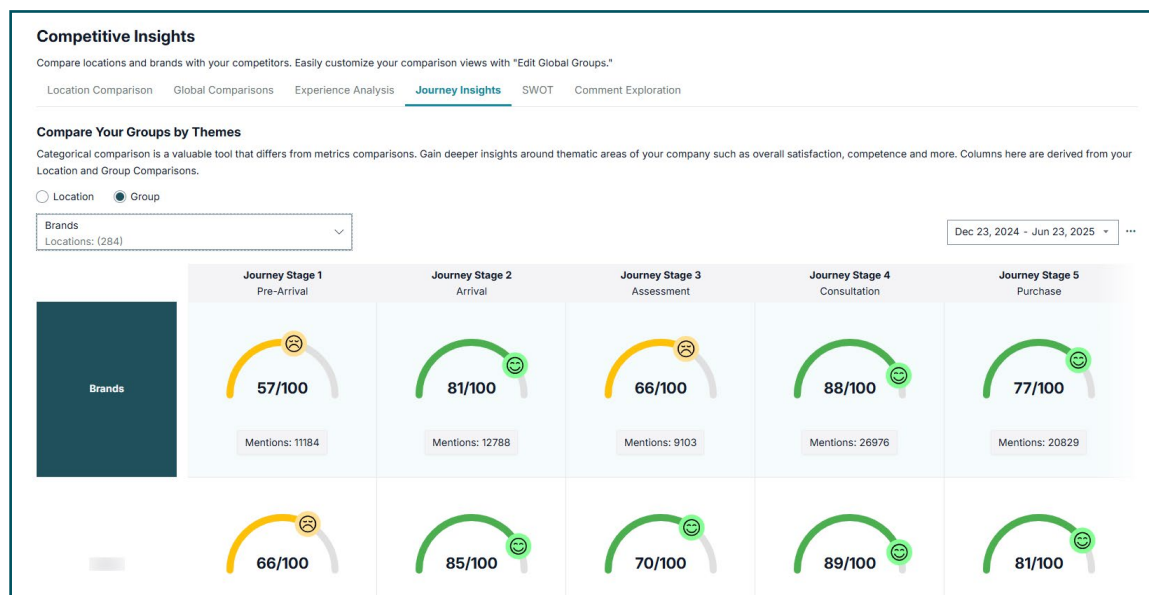 Competitive Insights
Compare locations and brands with your competitors. Easily customize your comparison views with "Edit Global Groups."
Location Comparison Global Comparisons Experience Analysis Journey Insights SWOT Comment Exploration
Compare Your Groups by Themes
Categorical comparison is a valuable tool that differs from metrics comparisons. Gain deeper insights around thematic areas of your company such as overall satisfaction, competence and more. Columns here are derived from your
Location and Group Comparisons.
Location Group
Brands
Locations: (284)
Dec 23, 2024 - Jun 23, 2025
Journey Stage 1 Journey Stage 2 Journey Stage 3 Journey Stage 4 Journey Stage 5
Pre-Arrival Arrival Assessment Consultation Purchase
Brands 57/100 81/100 66/100 88/100 77/100
Mentions: 11184 Mentions: 12788 Mentions: 9103 Mentions: 26976 Mentions: 20829
66/100 85/100 70/100 89/100 81/100